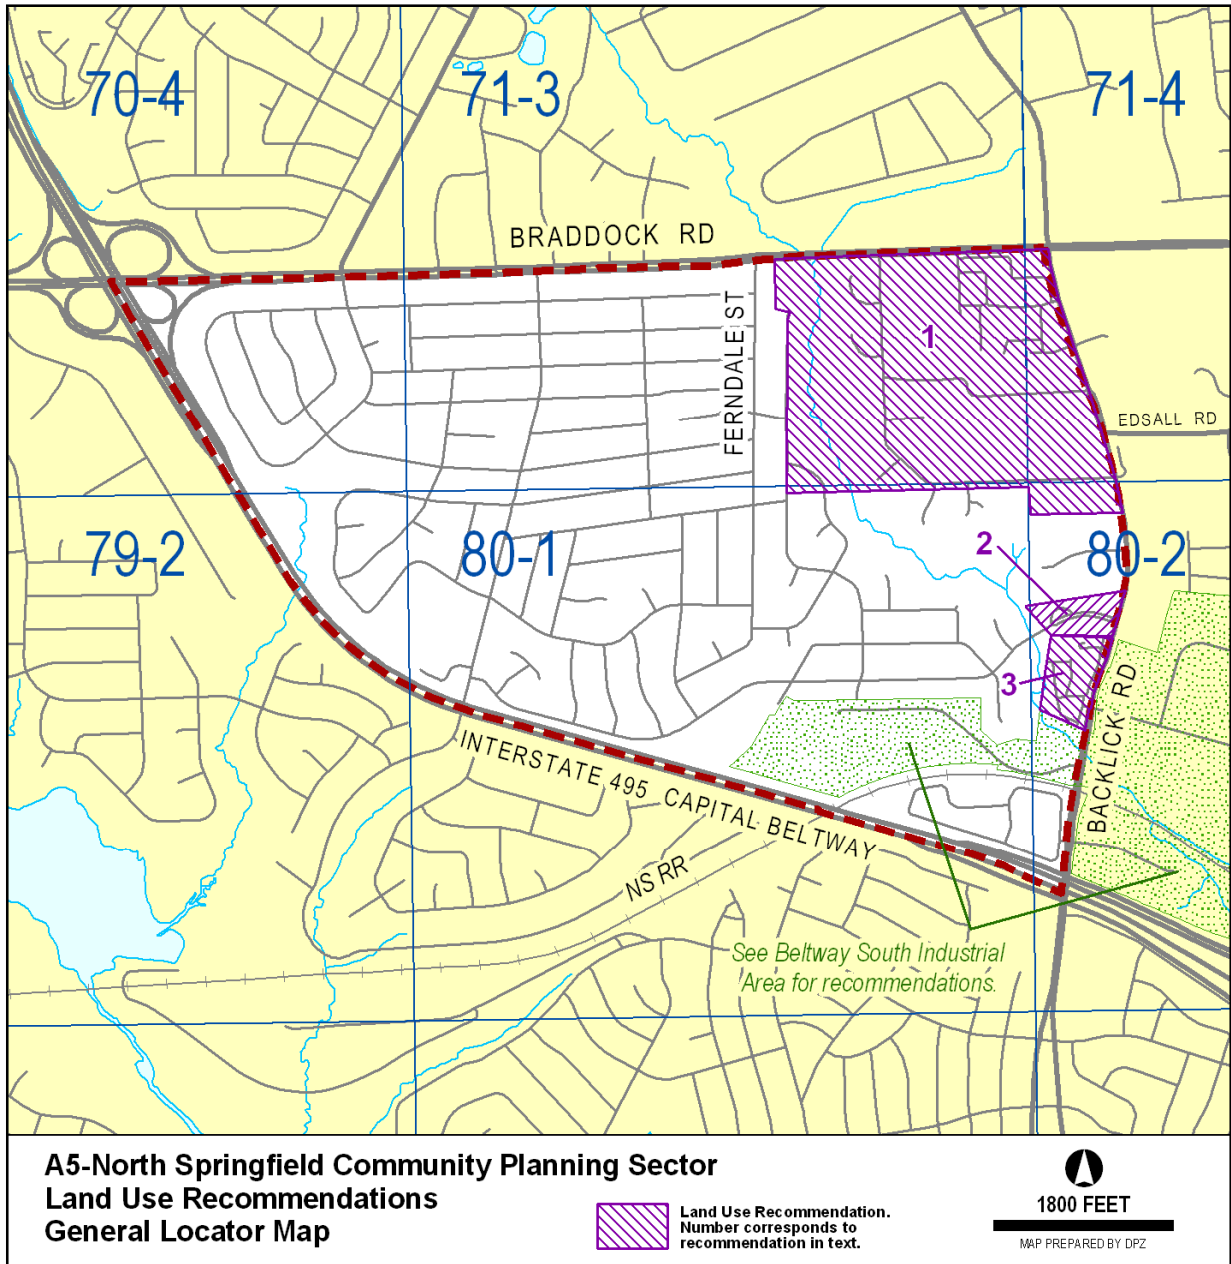 70-4
71-3
71-4
BRADDOCK RD
FERNDALE ST
1
EDSALL RD
79-2
80-1
2
80-2
3
BACKLICK RD
INTERSTATE 495 CAPITAL BELTWAY
NS RR
See Beltway South Industrial
Area for recommendations.
A5-North Springfield Community Planning Sector
Land Use Recommendations
General Locator Map
Land Use Recommendation.
Number corresponds to
recommendation in text.
1800 FEET
MAP PREPARED BY DPZ